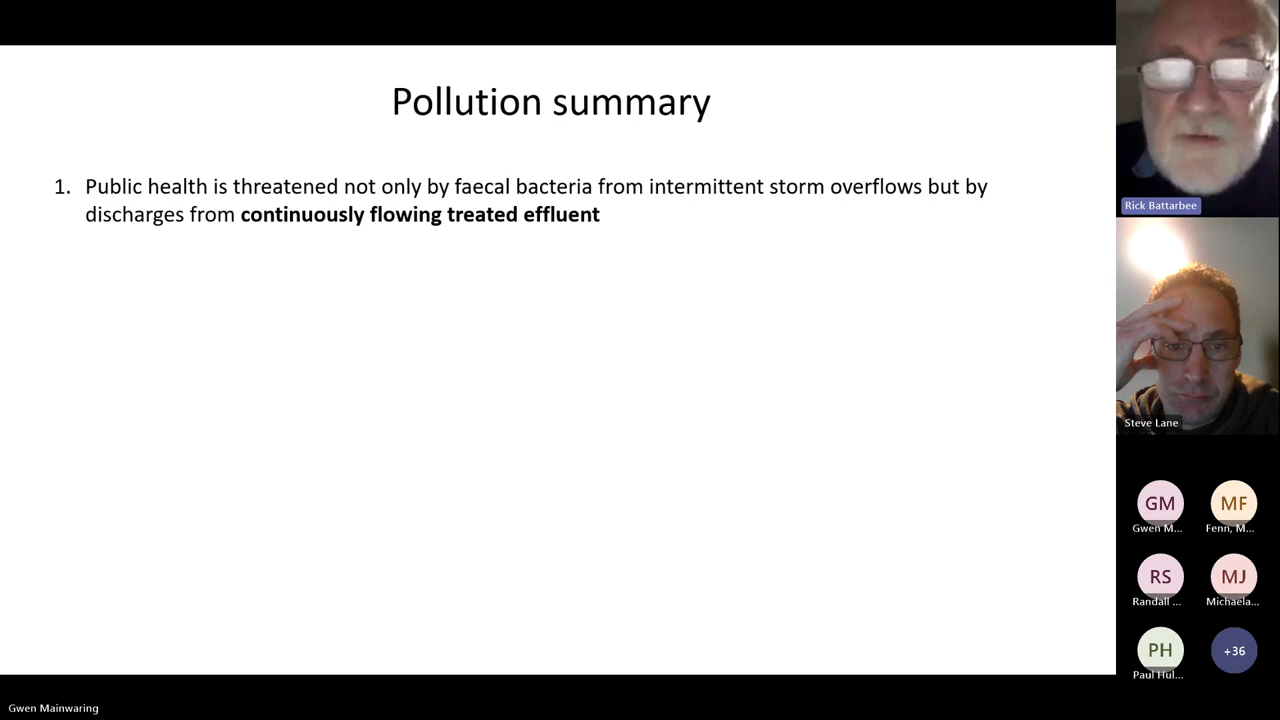 Pollution summary
1. Public health is threatened not only by faecal bacteria from intermittent storm overflows but by
discharges from continuously flowing treated effluent
Rick Battarbee
Steve Lane
GM
MF
Gwen M...
Fenn, M...
RS
MJ
Randall ...
Michaela...
PH
+36
Paul Hul...
Gwen Mainwaring